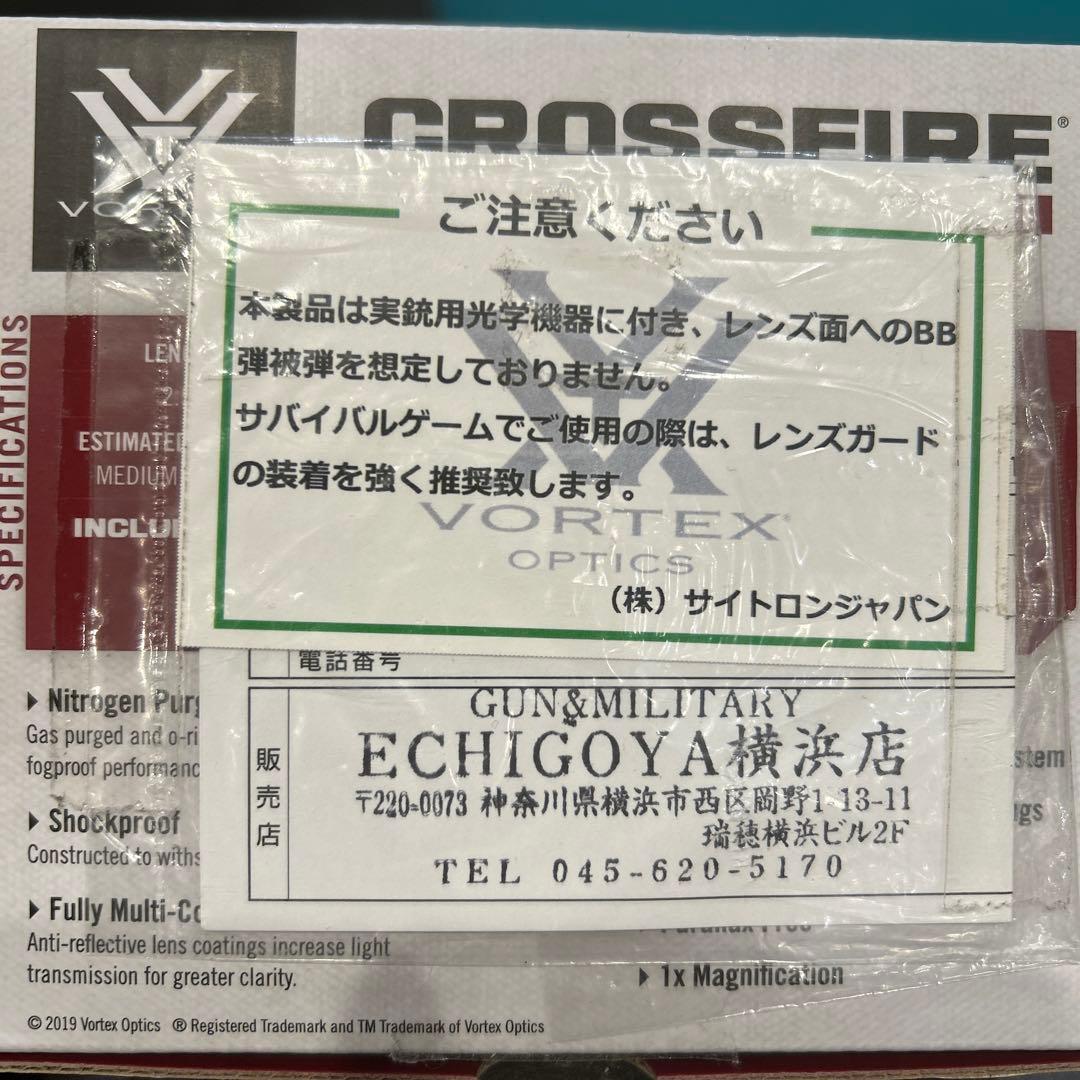 CROSSFIRE®
ご注意ください
本製品は実銃用光学機器に付き、レンズ面へのBB
弾被弾を想定しておりません。
サバイバルゲームでご使用の際は、レンズガード
の装着を強く推奨致します。
VORTEX
OPTICS
(株)サイトロンジャパン
SPECIFICATIONS
ESTIMATED
MEDIUM
電話番号
販売店
GUN&MILITARY
ECHIGOYA横浜店
〒220-0073 神奈川県横浜市西区岡野1-13-11
瑞穂横浜ビル2F
TEL 045-620-5170
Nitrogen
Gas purged and
fogproof
Shockproof
Constructed to
Fully
Anti-reflective lens coatings increase light
transmission for greater clarity.
1x Magnification
© 2019 Vortex Optics ® Registered Trademark and TM Trademark of Vortex Optics